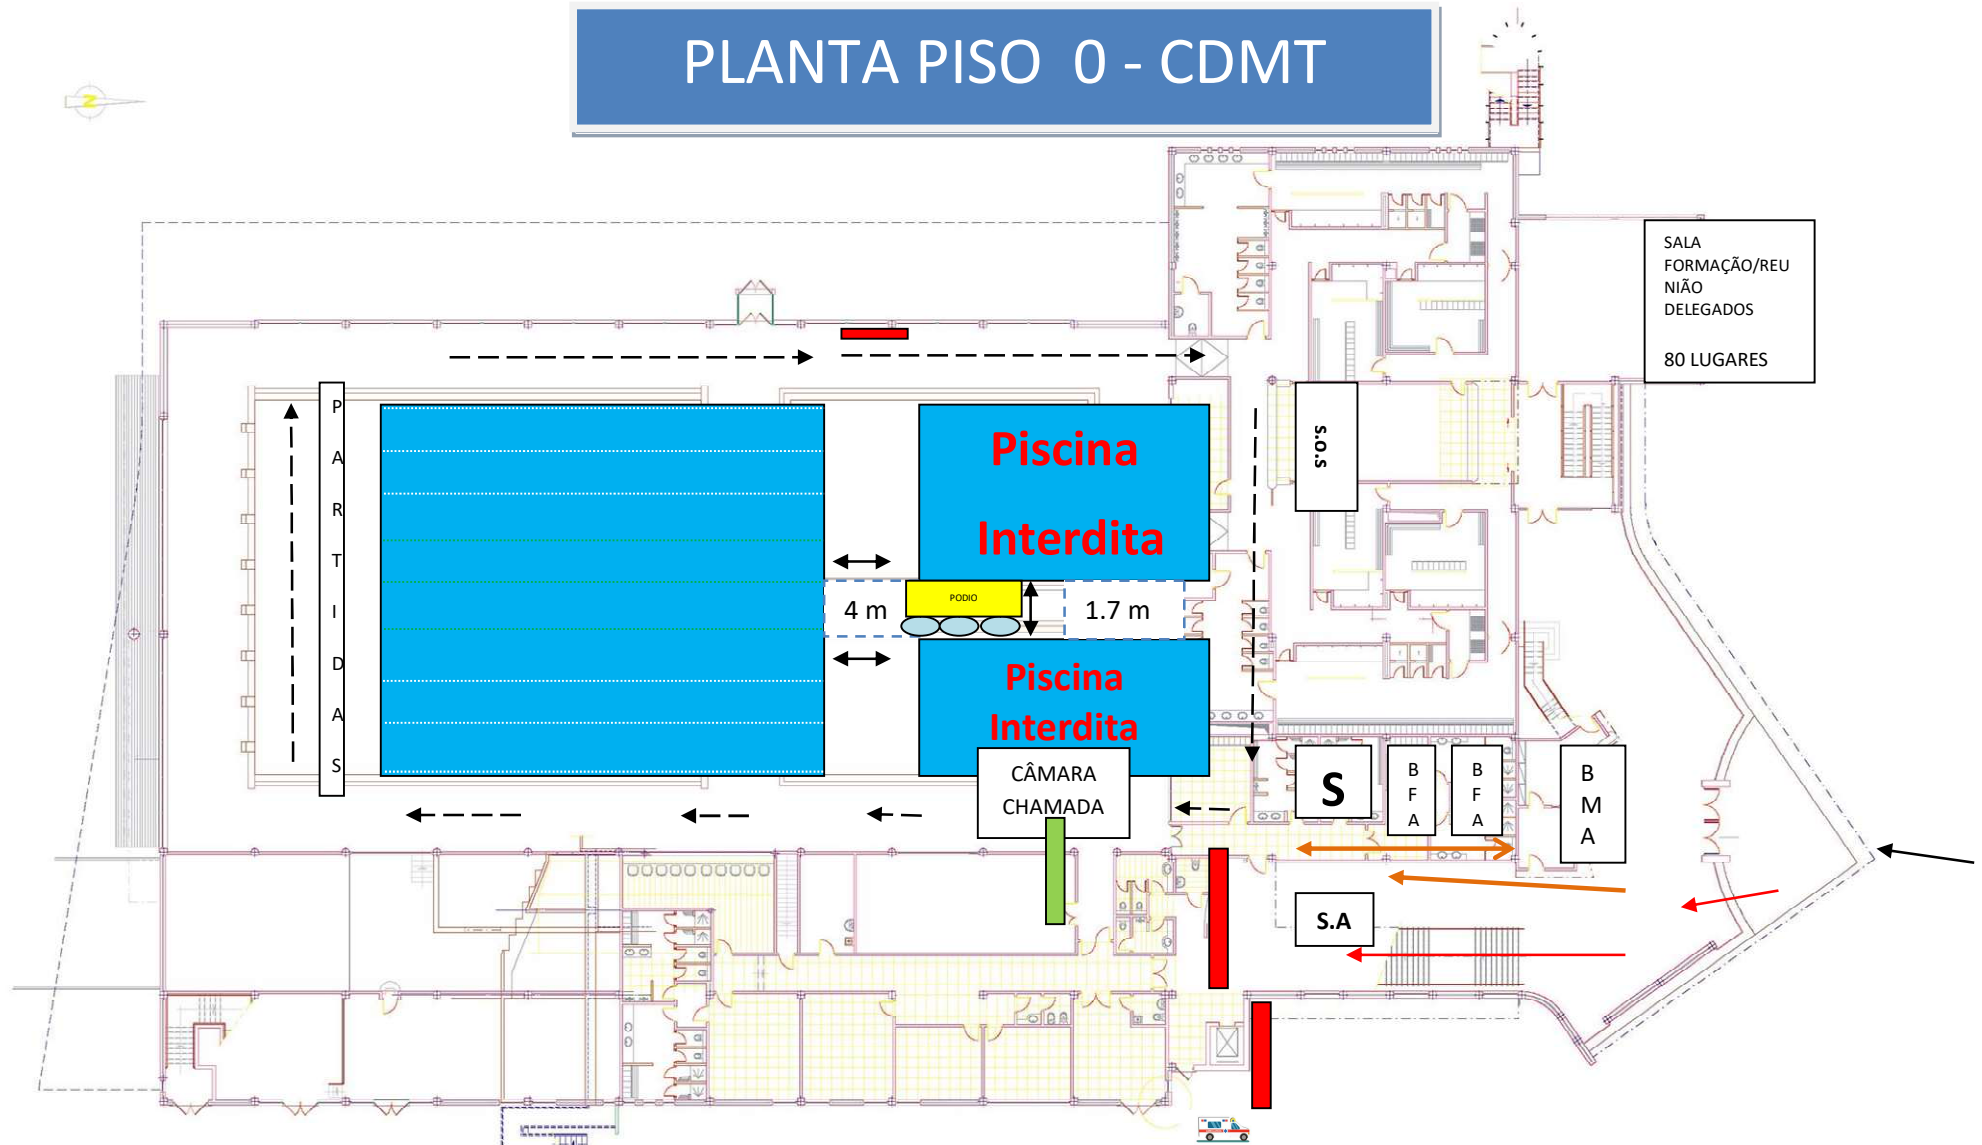 PLANTA PISO 0 - CDMT
N
SALA
FORMAÇÃO/REU
NIÃO
DELEGADOS
80 LUGARES
P
A
R
T
I
D
A
S
Piscina
Interdita
s.o.s
4 m
PODIO
1.7 m
Piscina
Interdita
CÂMARA
CHAMADA
S
B
F
A
B
F
A
B
M
A
S.A